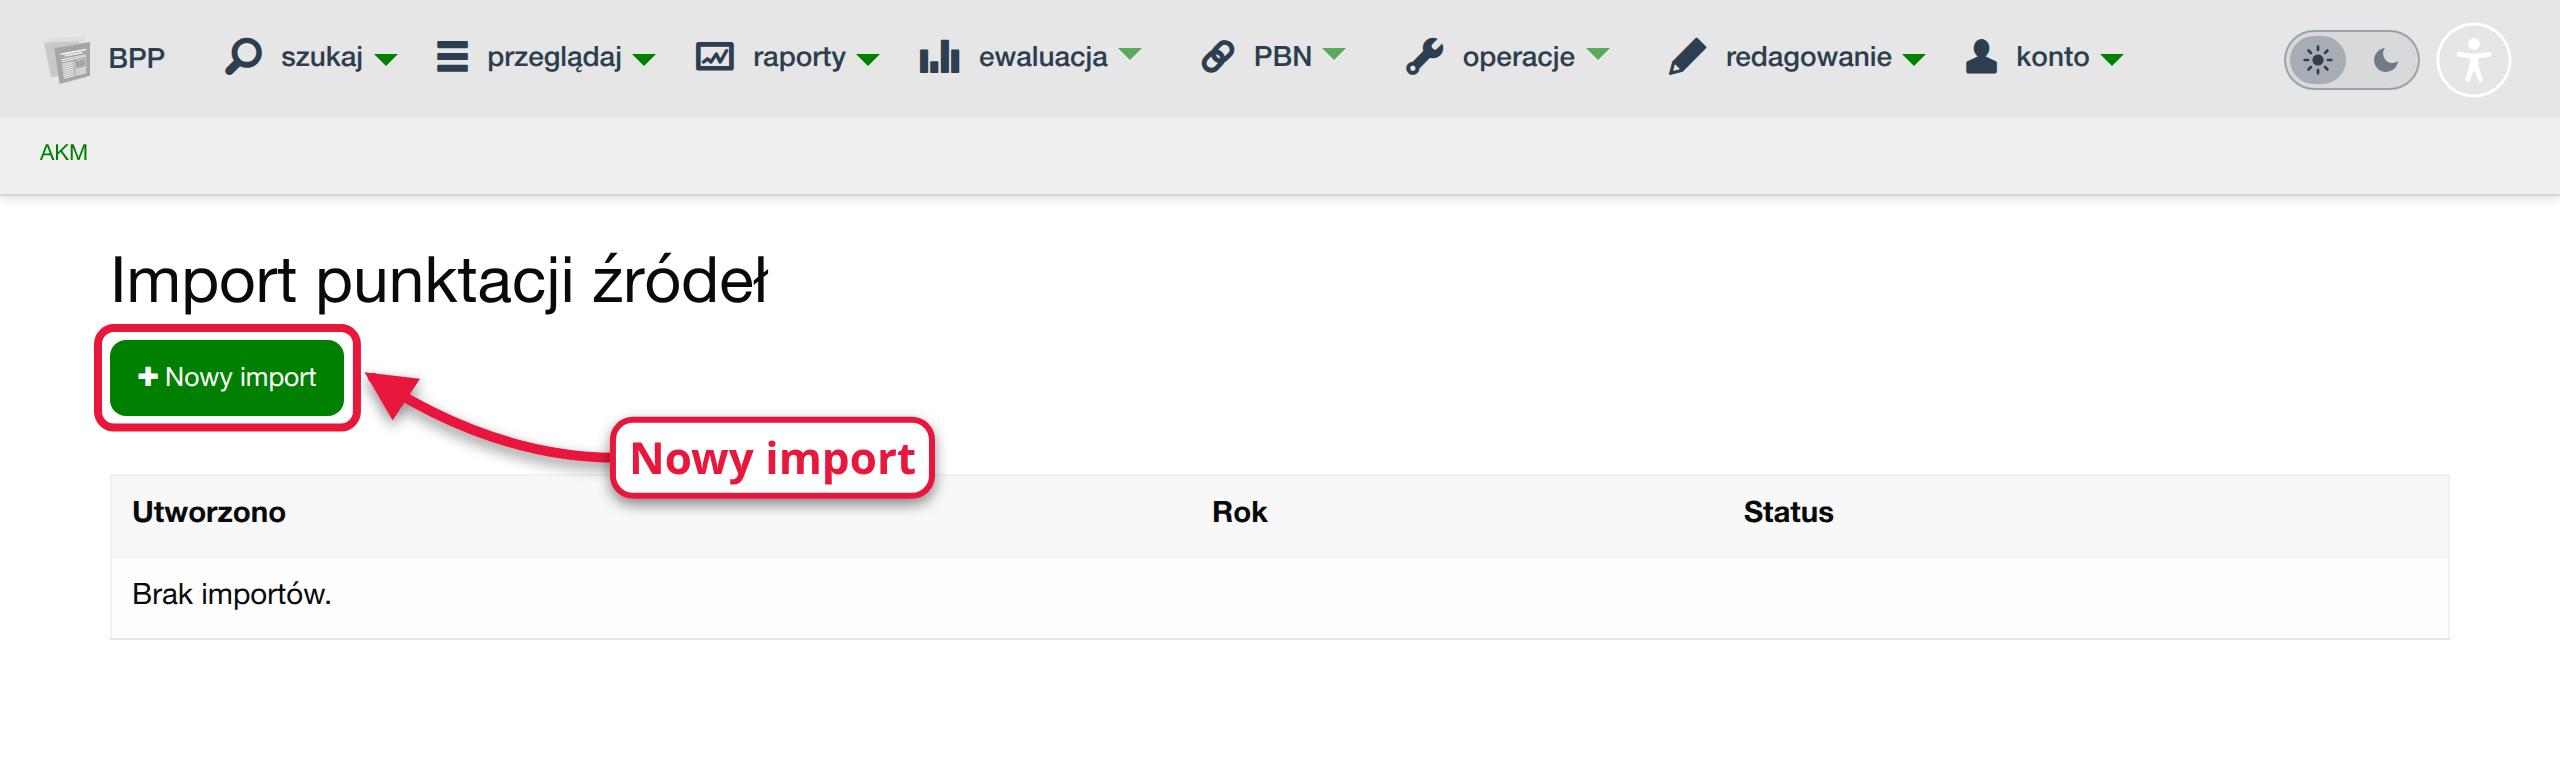 BPP szukaj przeglądaj raporty ewaluacja PBN operacje redagowanie konto
AKM
Import punktacji źródeł
Nowy import
Nowy import
Utworzono Rok Status
Brak importów.